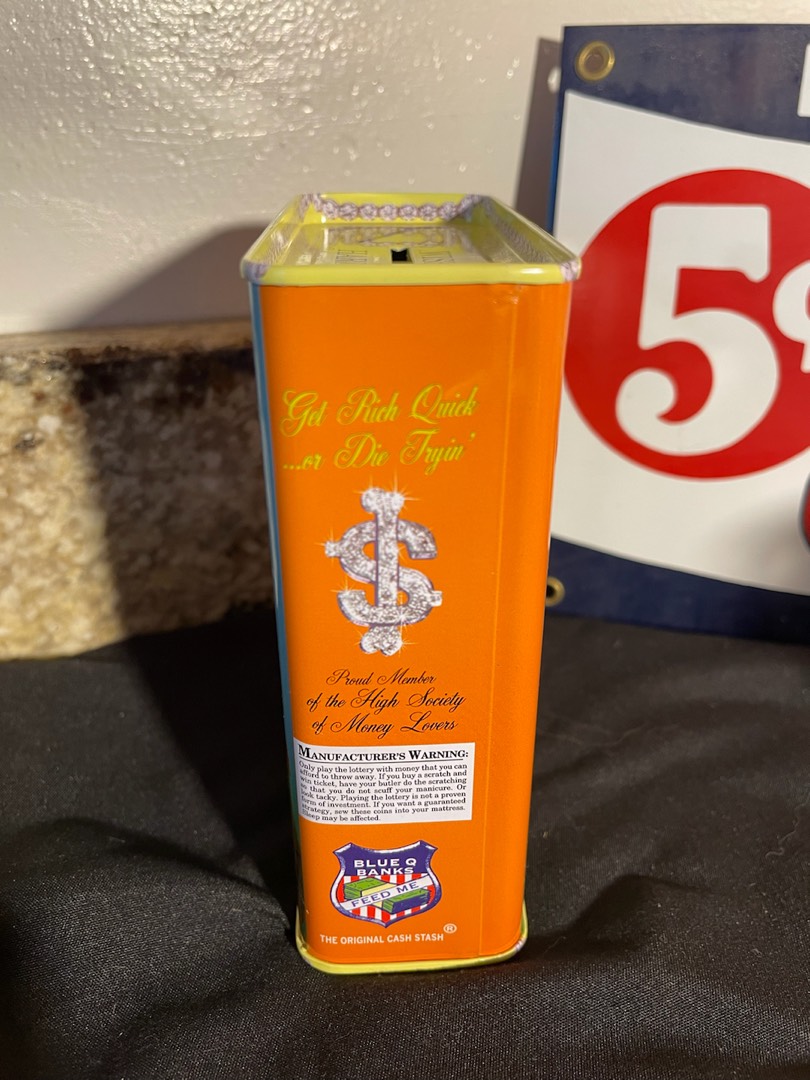 Get Rich Quick
...or Die Tryin'
$
Proud Member
of the High Society
of Money Lovers
MANUFACTURER'S WARNING:
Only play the lottery with money that you can
afford to throw away. If you buy a scratch and
win ticket, have your butler do the scratching
so that you do not scuff your manicure. Or
look tacky. Playing the lottery is not a proven
form of investment. If you want a guaranteed
strategy, sew these coins into your mattress.
Sleep may be affected.
BLUE Q
BANKS
FEED ME
THE ORIGINAL CASH STASH®
5¢